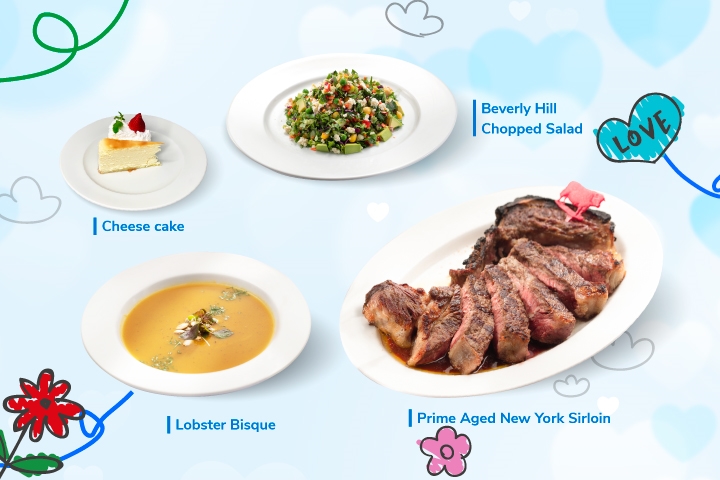 Beverly Hill
Chopped Salad
LOVE
Cheese cake
Lobster Bisque
Prime Aged New York Sirloin